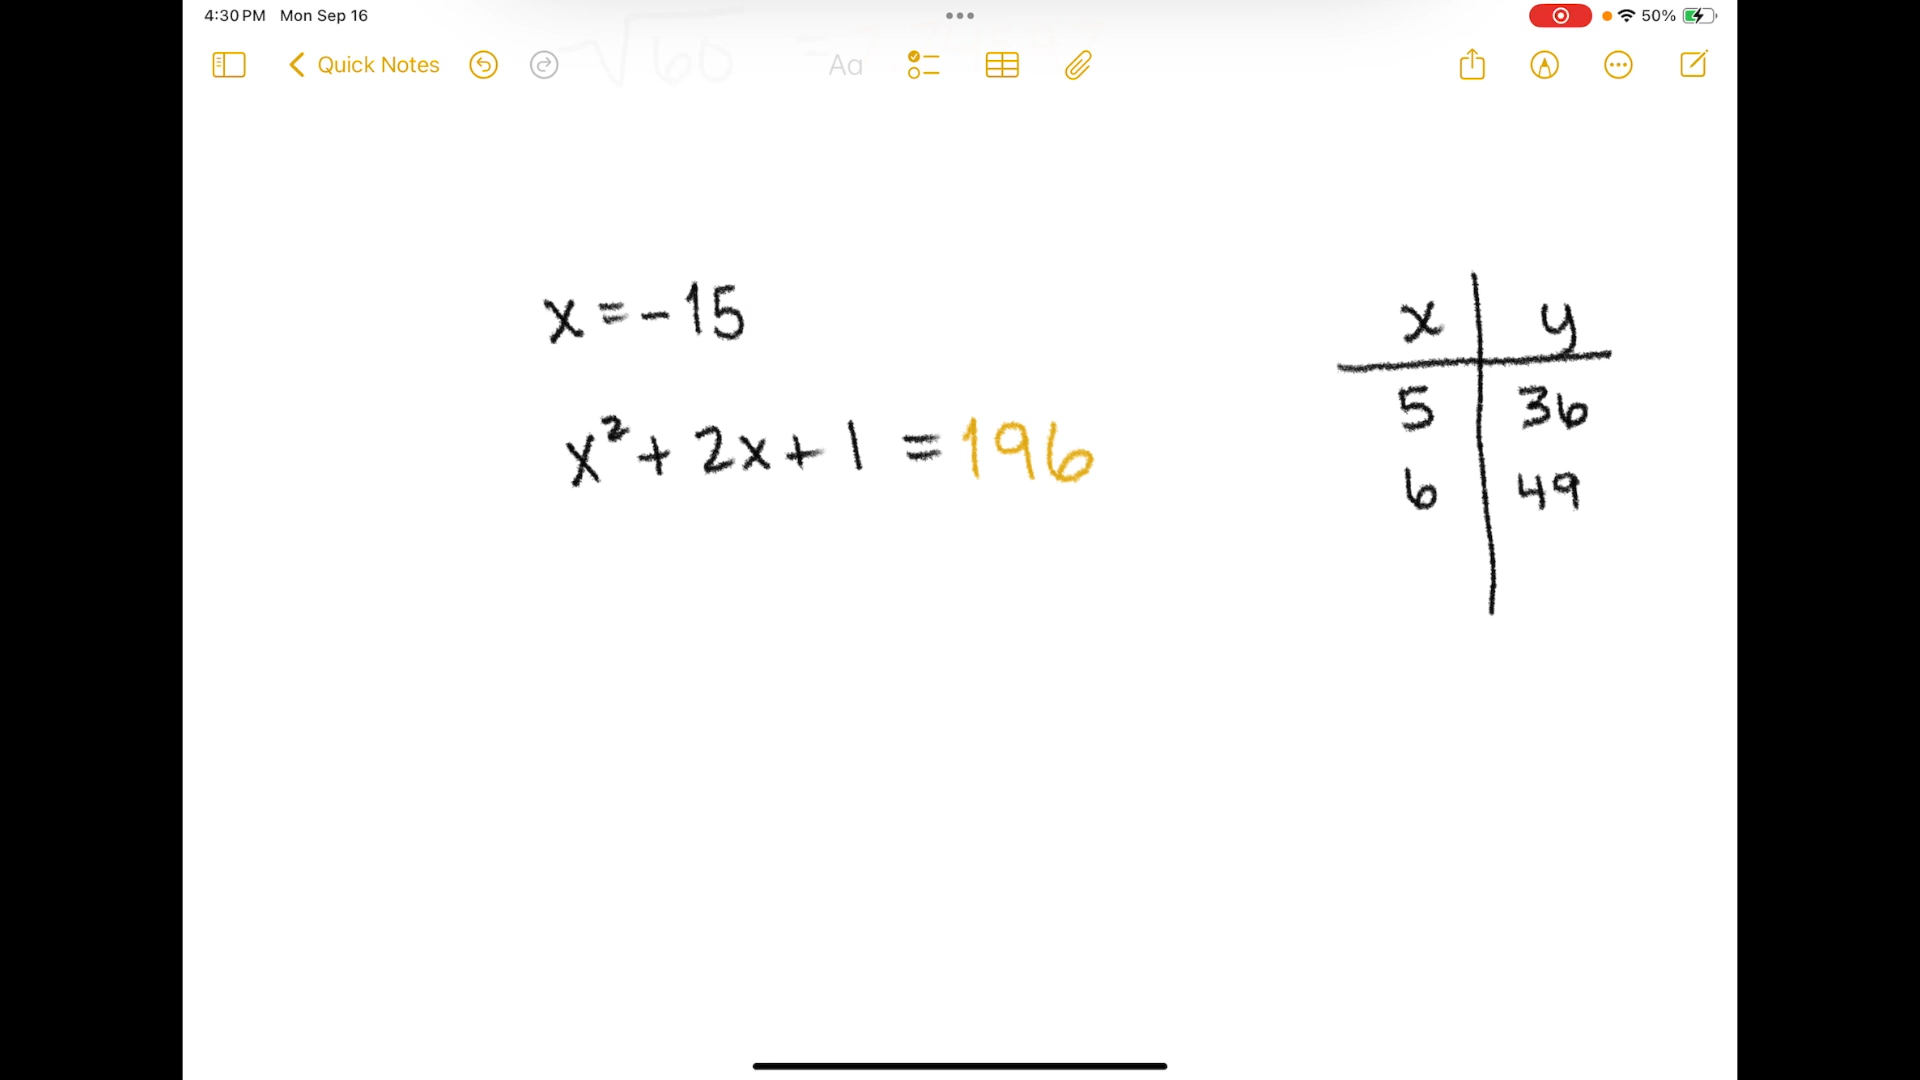 4:30 PM Mon Sep 16
50%
Quick Notes
Aa
√60 =
x = -15
x² + 2x + 1 = 196
x y
5 36
6 49